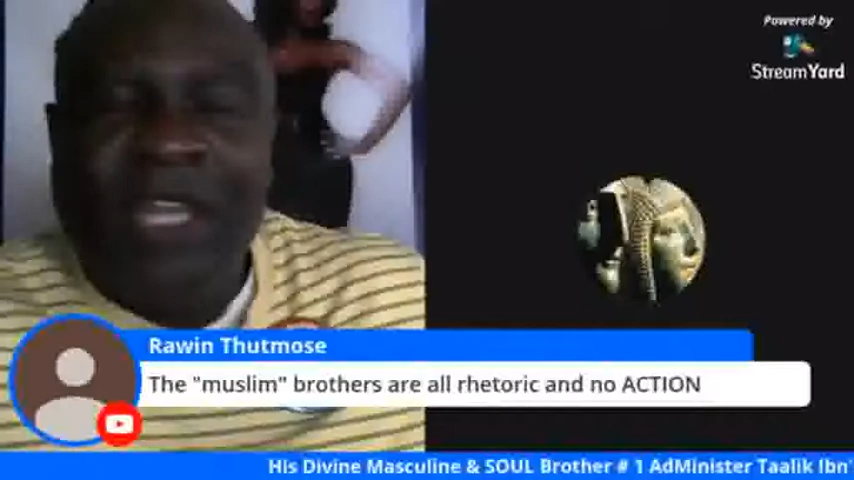 Powered by
StreamYard
Rawin Thutmose
The "muslim" brothers are all rhetoric and no ACTION
His Divine Masculine & SOUL Brother # 1 AdMinister Taalik Ibn'